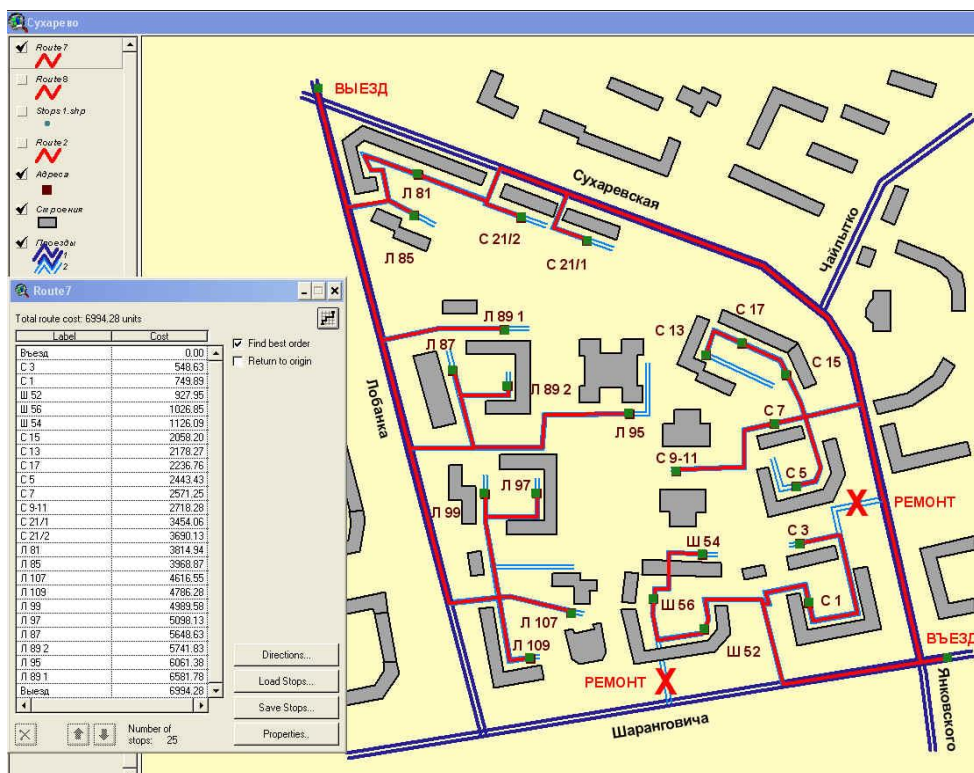 Сухарево
Route7
Route8
Stops1.shp
Route2
Адреса
Строения
Проезды
1
2
Route7
Total route cost: 6994.28 units
Label Cost
Въезд 0.00
С 3 548.63
С 1 749.89
Ш 52 927.95
Ш 56 1026.85
Ш 54 1126.09
С 15 2058.20
С 13 2178.27
С 17 2236.76
С 5 2443.43
С 7 2571.25
С 9-11 2718.28
С 21/1 3454.06
С 21/2 3690.13
Л 81 3814.94
Л 85 3968.87
Л 107 4616.55
Л 109 4786.28
Л 99 4989.58
Л 97 5098.13
Л 87 5648.63
Л 89 2 5741.83
Л 95 6061.38
Л 89 1 6581.78
Выезд 6994.28
Find best order
Return to origin
Directions...
Load Stops...
Save Stops...
Properties..
Number of
stops: 25
ВЫЕЗД
Сухаревская
Чайлытко
Л 81
С 21/2
Л 85
С 21/1
Л 89 1
С 17
С 13
Л 87
С 15
Л 89 2
Лобанка
С 7
Л 95
С 9-11
Л 97
С 5
Л 99
X
РЕМОНТ
С 3
Ш 54
Ш 56
С 1
Л 107
Л 109
Ш 52
ВЪЕЗД
РЕМОНТ
X
Шаранговича
Янковского